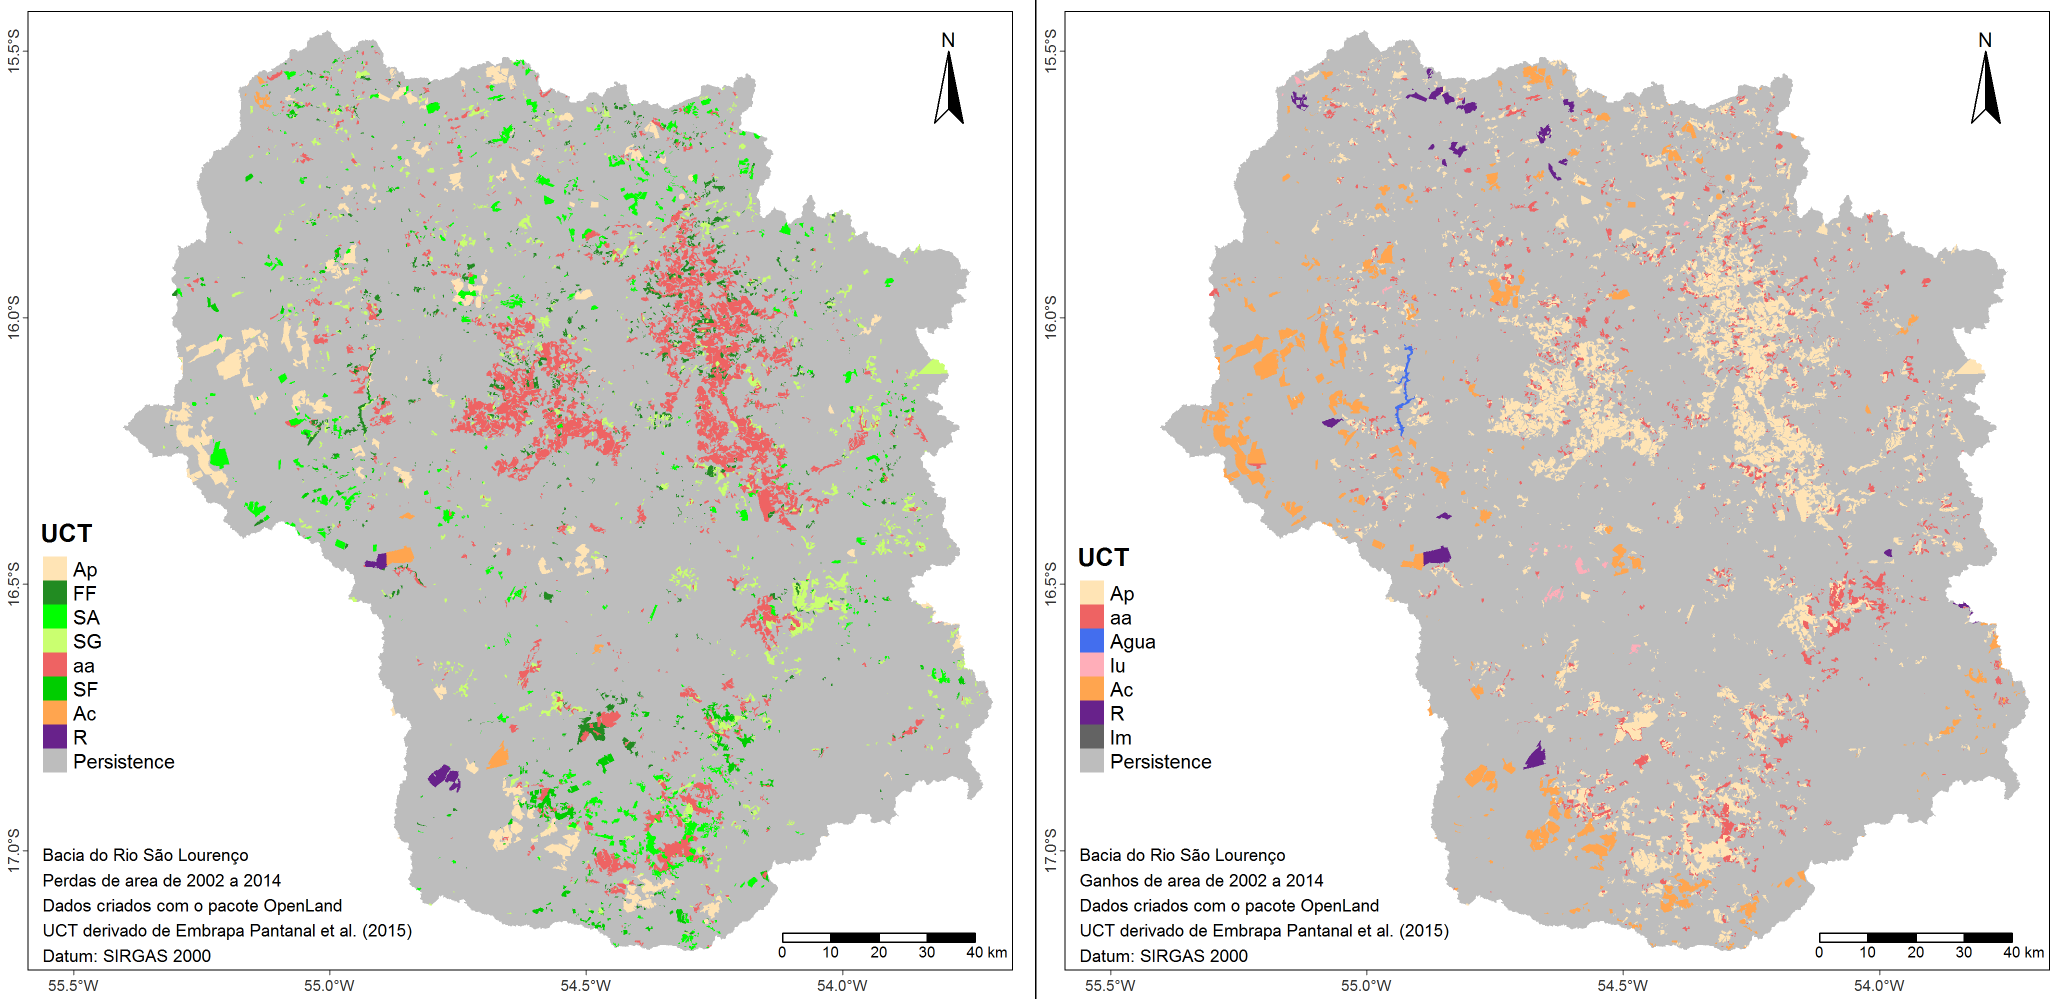 N
15.5°S
16.0°S
16.5°S
17.0°S
UCT
Ap
FF
SA
SG
aa
SF
Ac
R
Persistence
Bacia do Rio São Lourenço
Perdas de area de 2002 a 2014
Dados criados com o pacote OpenLand
UCT derivado de Embrapa Pantanal et al. (2015)
Datum: SIRGAS 2000
0 10 20 30 40 km
55.5°W 55.0°W 54.5°W 54.0°W
N
15.5°S
16.0°S
16.5°S
17.0°S
UCT
Ap
aa
Agua
Iu
Ac
R
Im
Persistence
Bacia do Rio São Lourenço
Ganhos de area de 2002 a 2014
Dados criados com o pacote OpenLand
UCT derivado de Embrapa Pantanal et al. (2015)
Datum: SIRGAS 2000
0 10 20 30 40 km
55.5°W 55.0°W 54.5°W 54.0°W